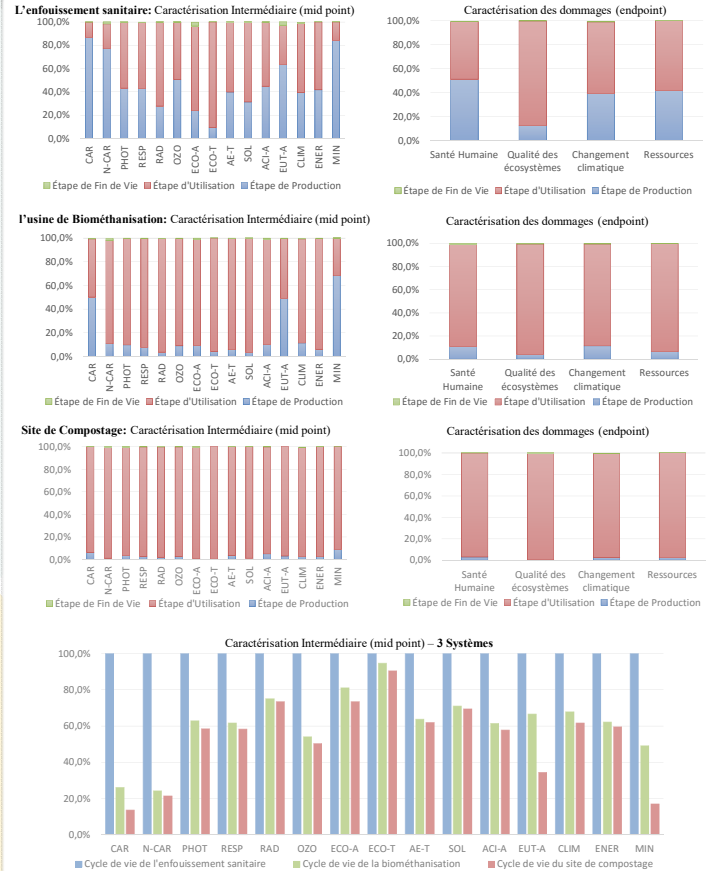 L'enfouissement sanitaire: Caractérisation Intermédiaire (mid point)
100,0%
80,0%
60,0%
40,0%
20,0%
0,0%
CAR N-CAR PHOT RESP RAD OZO ECO-A ECO-T AE-T SOL ACI-A EUT-A CLIM ENER MIN
Étape de Fin de Vie Étape d'Utilisation Étape de Production
Caractérisation des dommages (endpoint)
100,0%
80,0%
60,0%
40,0%
20,0%
0,0%
Santé Humaine Qualité des écosystèmes Changement climatique Ressources
Étape de Fin de Vie Étape d'Utilisation Étape de Production
l'usine de Biométhanisation: Caractérisation Intermédiaire (mid point)
100,0%
80,0%
60,0%
40,0%
20,0%
0,0%
CAR N-CAR PHOT RESP RAD OZO ECO-A ECO-T AE-T SOL ACI-A EUT-A CLIM ENER MIN
Étape de Fin de Vie Étape d'Utilisation Étape de Production
Caractérisation des dommages (endpoint)
100,0%
80,0%
60,0%
40,0%
20,0%
0,0%
Santé Humaine Qualité des écosystèmes Changement climatique Ressources
Étape de Fin de Vie Étape d'Utilisation Étape de Production
Site de Compostage: Caractérisation Intermédiaire (mid point)
100,0%
80,0%
60,0%
40,0%
20,0%
0,0%
CAR N-CAR PHOT RESP RAD OZO ECO-A ECO-T AE-T SOL ACI-A EUT-A CLIM ENER MIN
Étape de Fin de Vie Étape d'Utilisation Étape de Production
Caractérisation des dommages (endpoint)
100,0%
80,0%
60,0%
40,0%
20,0%
0,0%
Santé Humaine Qualité des écosystèmes Changement climatique Ressources
Étape de Fin de Vie Étape d'Utilisation Étape de Production
Caractérisation Intermédiaire (mid point) – 3 Systèmes
100,0%
80,0%
60,0%
40,0%
20,0%
0,0%
CAR N-CAR PHOT RESP RAD OZO ECO-A ECO-T AE-T SOL ACI-A EUT-A CLIM ENER MIN
Cycle de vie de l'enfouissement sanitaire Cycle de vie de la biométhanisation Cycle de vie du site de compostage